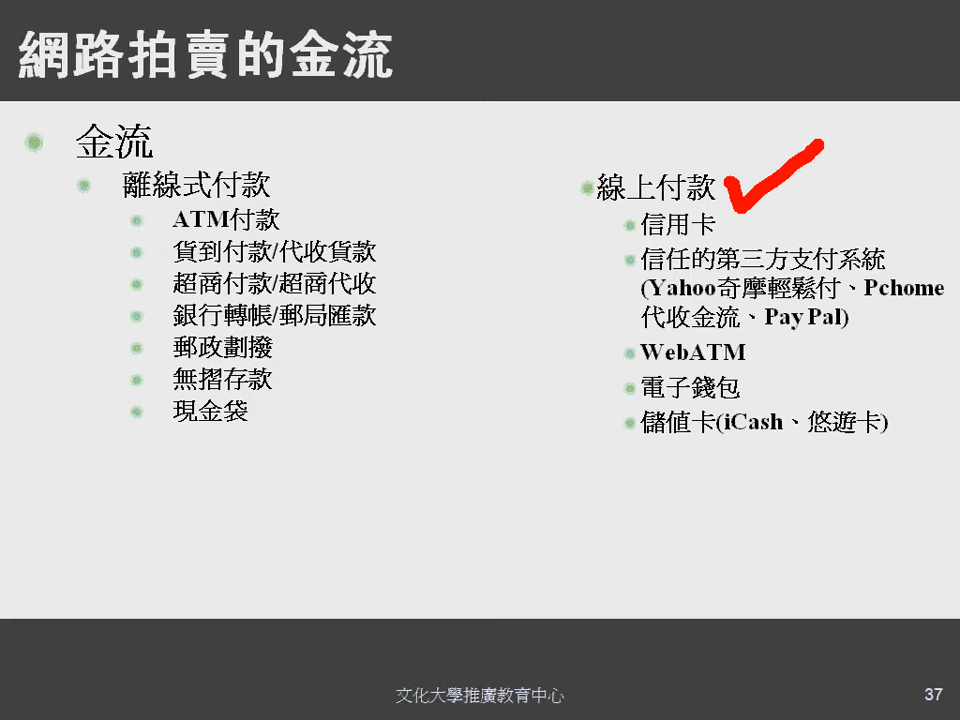 網路拍賣的金流
金流
離線式付款
ATM付款
貨到付款/代收貨款
超商付款/超商代收
銀行轉帳/郵局匯款
郵政劃撥
無摺存款
現金袋
線上付款
信用卡
信任的第三方支付系統
(Yahoo奇摩輕鬆付、Pchome
代收金流、Pay Pal)
WebATM
電子錢包
儲值卡(iCash、悠遊卡)
文化大學推廣教育中心
37